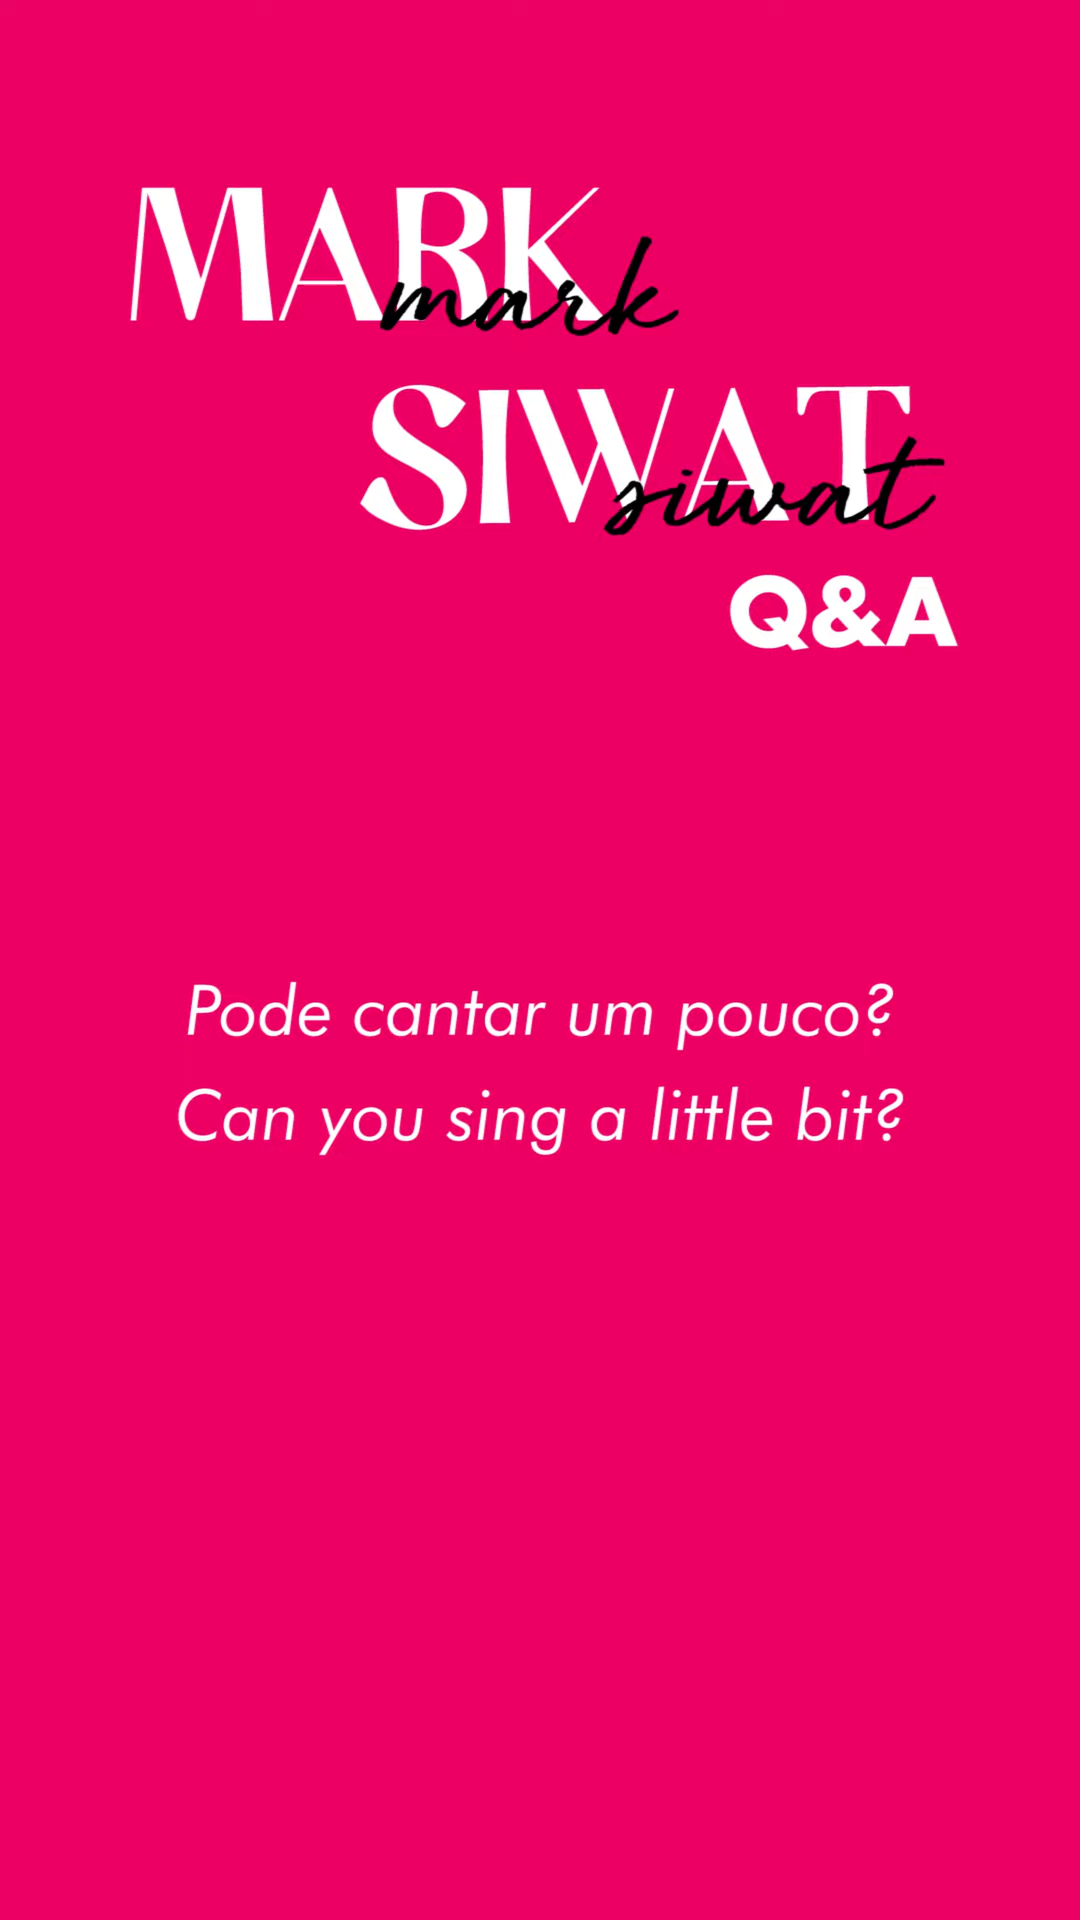 MARK
mark
SIWAT
siwat
Q&A
Pode cantar um pouco?
Can you sing a little bit?